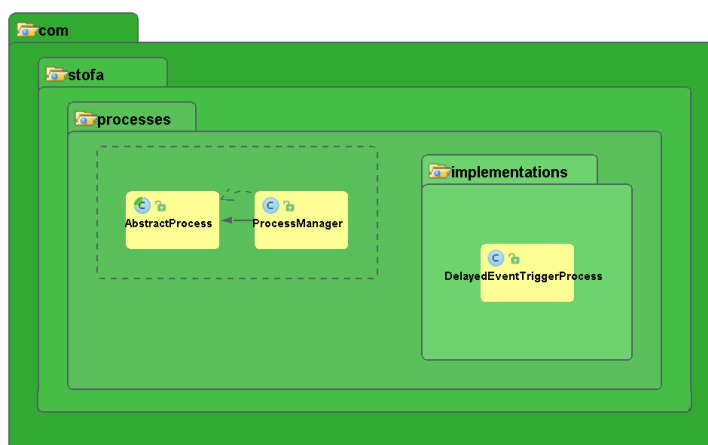 com
stofa
processes
implementations
AbstractProcess
ProcessManager
DelayedEventTriggerProcess